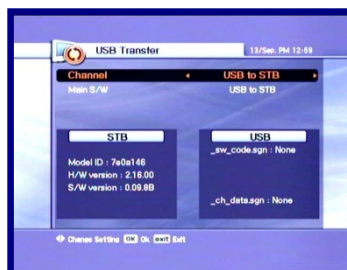 USB Transfer
13/Sep. PM 12:59
Channel USB to STB
Main S/W USB to STB
STB
Model ID : 7e0a146
H/W version : 2.16.00
S/W version : 0.09.8B
USB
_sw_code.sgn : None
_ch_data.sgn : None
Change Setting OK Ok exit Exit